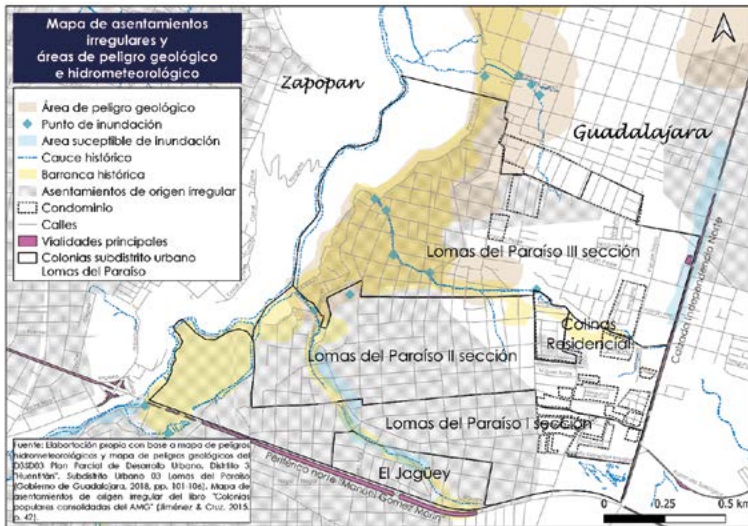 Mapa de asentamientos
irregulares y
áreas de peligro geológico
e hidrometeorológico
Área de peligro geológico
Punto de inundación
Area suceptible de inundación
Cauce histórico
Barranca histórica
Asentamientos de origen irregular
Condominio
Calles
Vialidades principales
Colonias subdistrito urbano
Lomas del Paraíso
Zapopan
Guadalajara
Lomas del Paraíso III sección
Calzada Independencia Norte
Colinas
Residencial
Lomas del Paraíso II sección
Lomas del Paraíso I sección
El Jagüey
Periférico norte "Manuel Gómez Morín"
Fuente: Elabortación propia con base a mapa de peligros
hidrometeorológicos y mapa de peligros geológicos del
D3SD03 Plan Parcial de Desarrollo Urbano, Distrito 3
"Huentitán", Subdistrito Urbano 03 Lomas del Paraíso
(Gobierno de Guadalajara, 2018, pp. 101-106). Mapa de
asentamientos de origen irregular del libro "Colonias
populares consolidadas del AMG" (Jiménez & Cruz, 2015,
p. 42).
0 0.25 0.5 km